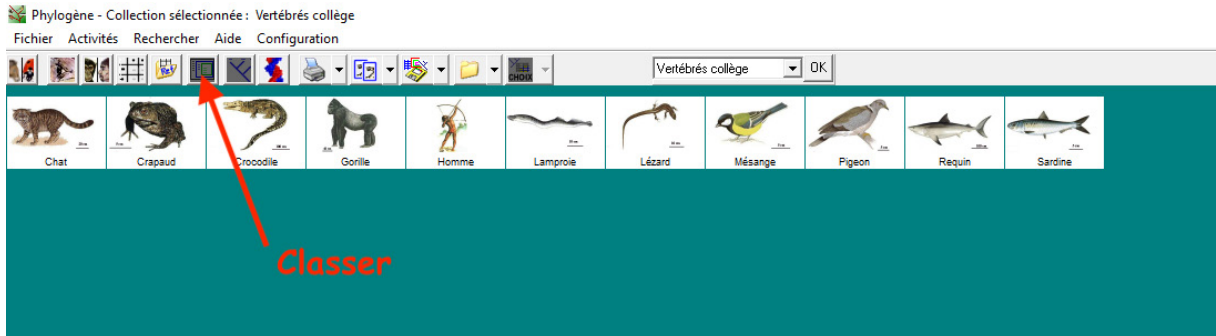 Phylogène - Collection sélectionnée : Vertébrés collège
Fichier Activités Rechercher Aide Configuration
CHOIX Vertébrés collège OK
Chat Crapaud Crocodile Gorille Homme Lamproie Lézard Mésange Pigeon Requin Sardine
Classer